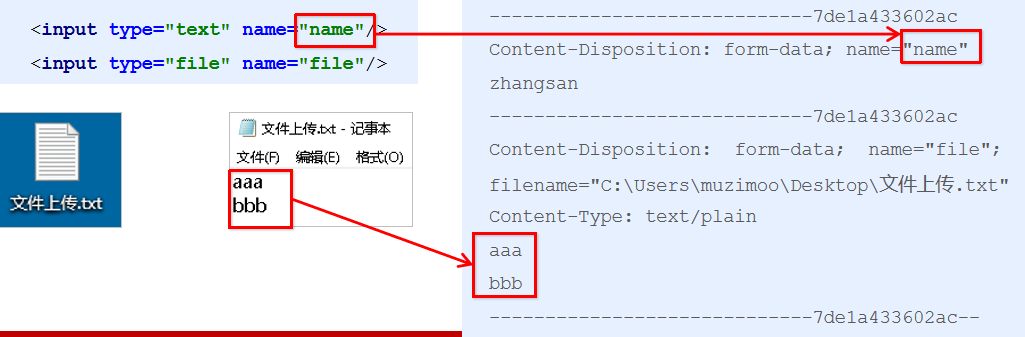 <input type="text" name="name"/>
<input type="file" name="file"/>
文件上传.txt
文件上传.txt - 记事本
文件(F) 编辑(E) 格式(O)
aaa
bbb
-----------------------------7de1a433602ac
Content-Disposition: form-data; name="name"
zhangsan
-----------------------------7de1a433602ac
Content-Disposition: form-data; name="file";
filename="C:\Users\muzimoo\Desktop\文件上传.txt"
Content-Type: text/plain
aaa
bbb
-----------------------------7de1a433602ac--